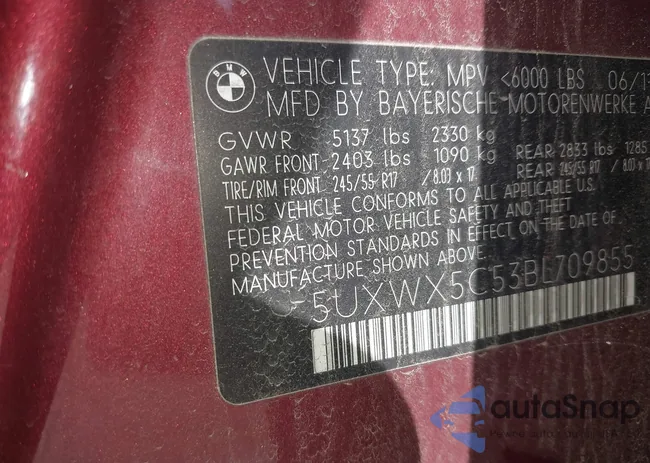 BMW
VEHICLE TYPE: MPV <6000 LBS 06/1
MFD BY BAYERISCHE MOTORENWERKE A
GVWR 5137 lbs 2330 kg
GAWR FRONT-2403 lbs 1090 kg REAR 2833 lbs 1285
TIRE/RIM FRONT 245/55 R17 / 8.0J x 17 REAR 245/55 R17 / 8.0J x 1
THIS VEHICLE CONFORMS TO ALL APPLICABLE U.S.
FEDERAL MOTOR VEHICLE SAFETY AND THEFT
PREVENTION STANDARDS IN EFFECT ON THE DATE OF
MANUFACTURE SHOWN ABOVE.
5UXWX5C53BL709855
autoSnap